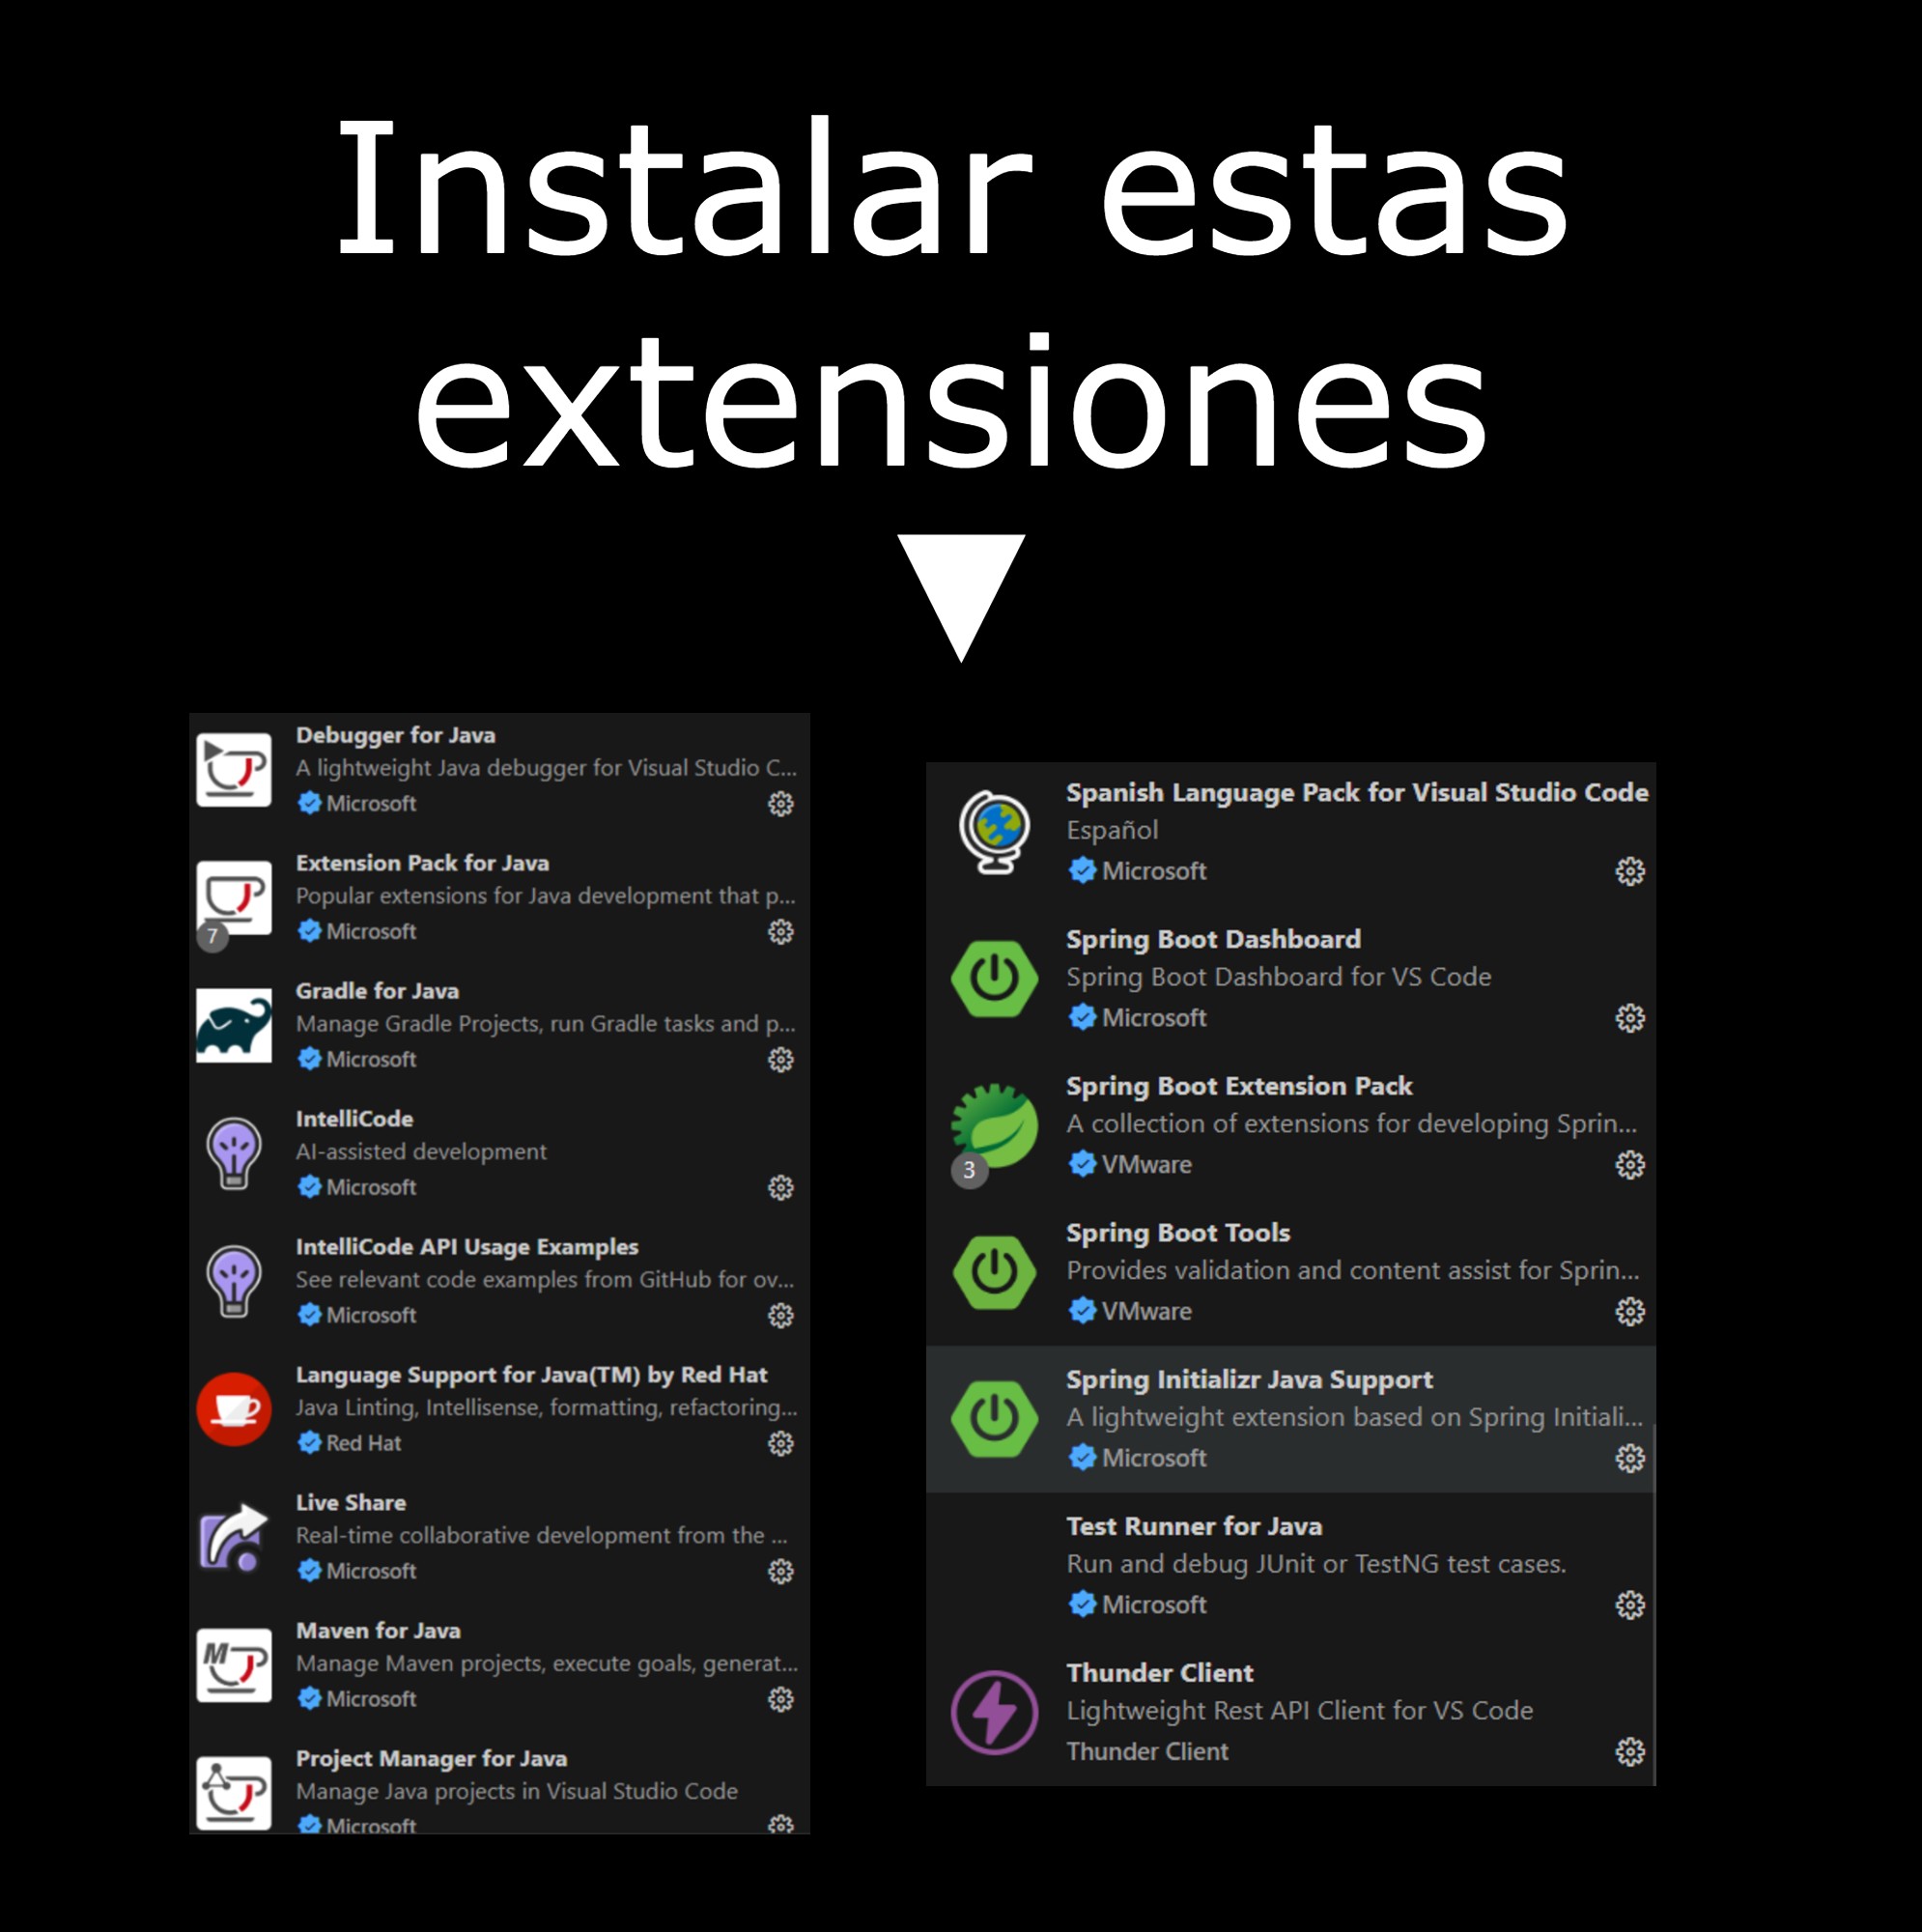 Instalar estas
extensiones
Debugger for Java
A lightweight Java debugger for Visual Studio C...
Microsoft
Extension Pack for Java
Popular extensions for Java development that p...
7
Microsoft
Gradle for Java
Manage Gradle Projects, run Gradle tasks and p...
Microsoft
IntelliCode
AI-assisted development
Microsoft
IntelliCode API Usage Examples
See relevant code examples from GitHub for ov...
Microsoft
Language Support for Java(TM) by Red Hat
Java Linting, Intellisense, formatting, refactoring...
Red Hat
Live Share
Real-time collaborative development from the ...
Microsoft
Maven for Java
Manage Maven projects, execute goals, generat...
M
Microsoft
Project Manager for Java
Manage Java projects in Visual Studio Code
Microsoft
Spanish Language Pack for Visual Studio Code
Español
Microsoft
Spring Boot Dashboard
Spring Boot Dashboard for VS Code
Microsoft
Spring Boot Extension Pack
A collection of extensions for developing Sprin...
3
VMware
Spring Boot Tools
Provides validation and content assist for Sprin...
VMware
Spring Initializr Java Support
A lightweight extension based on Spring Initiali...
Microsoft
Test Runner for Java
Run and debug JUnit or TestNG test cases.
Microsoft
Thunder Client
Lightweight Rest API Client for VS Code
Thunder Client